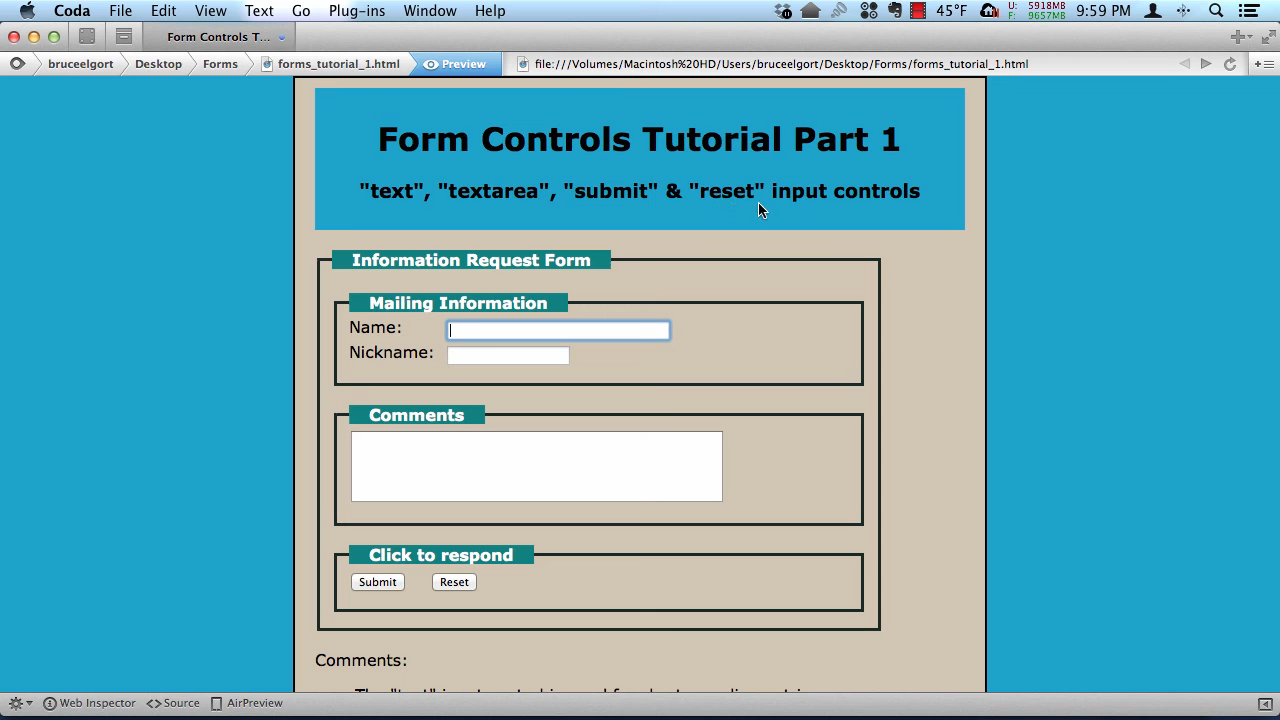 Coda File Edit View Text Go Plug-ins Window Help 45°F U: 5918MB F: 9657MB 9:59 PM
Form Controls T...
bruceelgort Desktop Forms forms_tutorial_1.html Preview file:///Volumes/Macintosh%20HD/Users/bruceelgort/Desktop/Forms/forms_tutorial_1.html
Form Controls Tutorial Part 1
"text", "textarea", "submit" & "reset" input controls
Information Request Form
Mailing Information
Name:
Nickname:
Comments
Click to respond
Submit Reset
Comments:
Web Inspector <> Source AirPreview